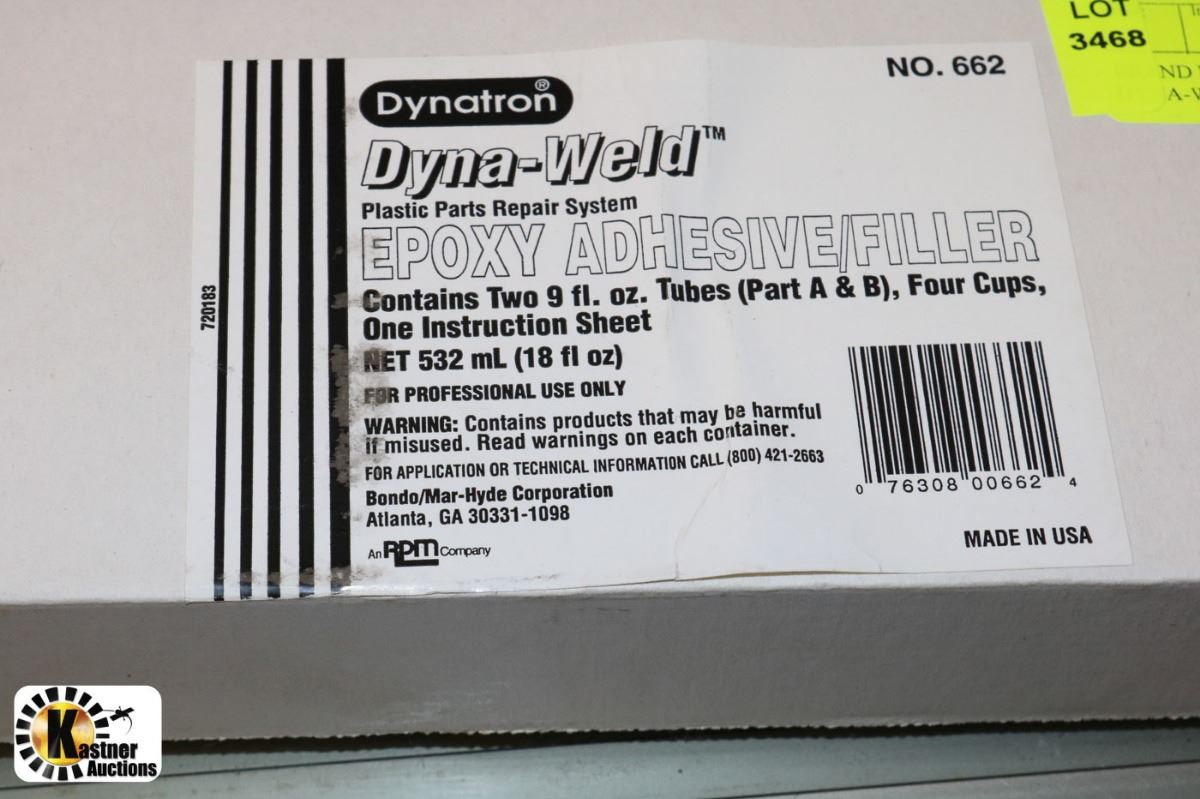 LOT
3468
ND
A-W
NO. 662
Dynatron®
Dyna-Weld™
Plastic Parts Repair System
EPOXY ADHESIVE/FILLER
Contains Two 9 fl. oz. Tubes (Part A & B), Four Cups,
One Instruction Sheet
NET 532 mL (18 fl oz)
FOR PROFESSIONAL USE ONLY
WARNING: Contains products that may be harmful
if misused. Read warnings on each container.
FOR APPLICATION OR TECHNICAL INFORMATION CALL (800) 421-2663
Bondo/Mar-Hyde Corporation
Atlanta, GA 30331-1098
An RPM Company
720183
0 76308 00662 4
MADE IN USA
Kastner
Auctions